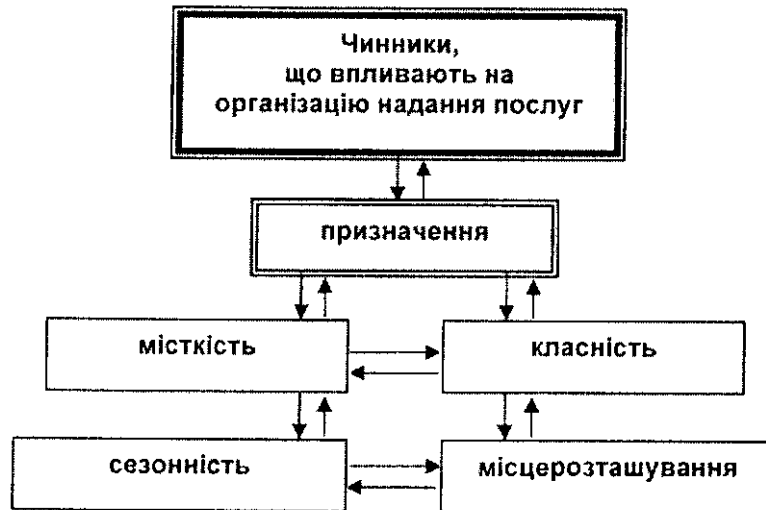 Чинники,
що впливають на
організацію надання послуг
призначення
місткість
класність
сезонність
місцерозташування